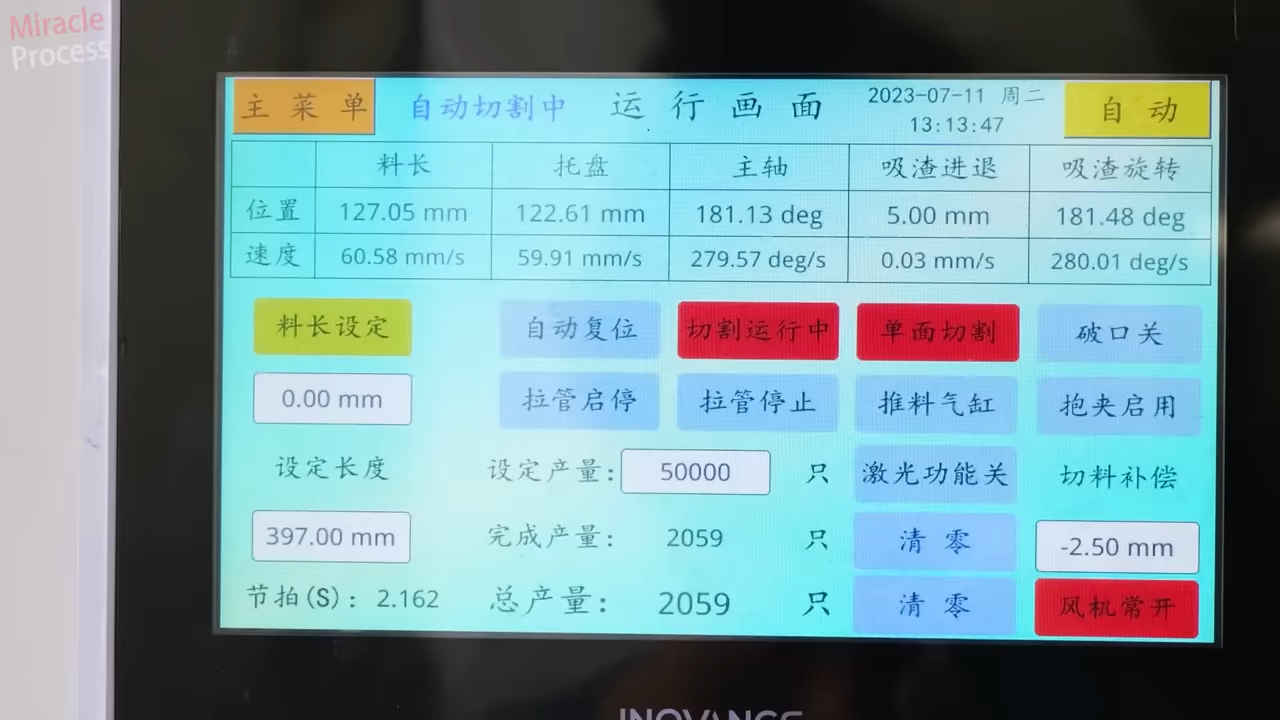 Miracle
Process
主菜单 自动切割中 运行画面 2023-07-11 周二 自动
13:13:47
料长 托盘 主轴 吸渣进退 吸渣旋转
位置 127.05 mm 122.61 mm 181.13 deg 5.00 mm 181.48 deg
速度 60.58 mm/s 59.91 mm/s 279.57 deg/s 0.03 mm/s 280.01 deg/s
料长设定 自动复位 切割运行中 单面切割 破口关
0.00 mm 拉管启停 拉管停止 推料气缸 抱夹启用
设定长度 设定产量: 50000 只 激光功能关 切料补偿
397.00 mm 完成产量: 2059 只 清零 -2.50 mm
节拍(S): 2.162 总产量: 2059 只 清零 风机常开
INOVANCE